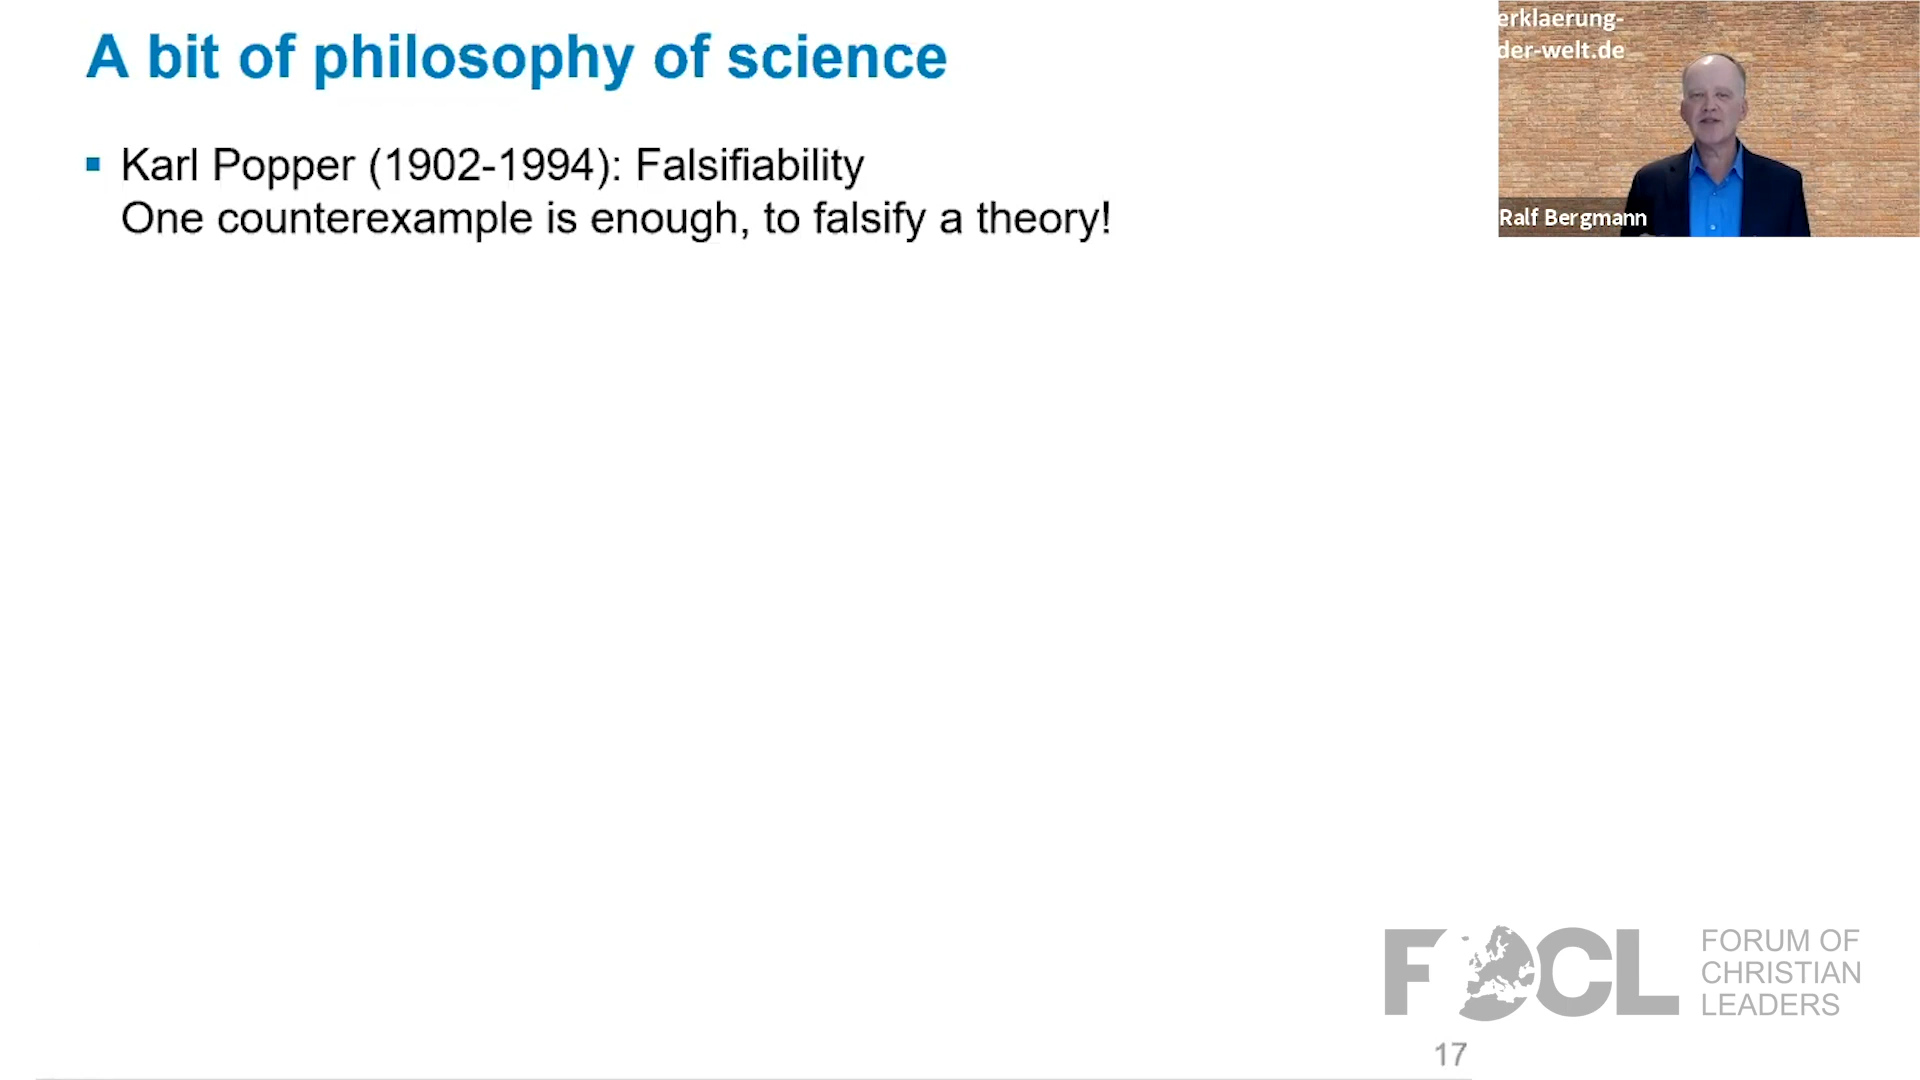 A bit of philosophy of science
Karl Popper (1902-1994): Falsifiability
One counterexample is enough, to falsify a theory!
erklaerung-
der-welt.de
Ralf Bergmann
FOCL
FORUM OF
CHRISTIAN
LEADERS
17